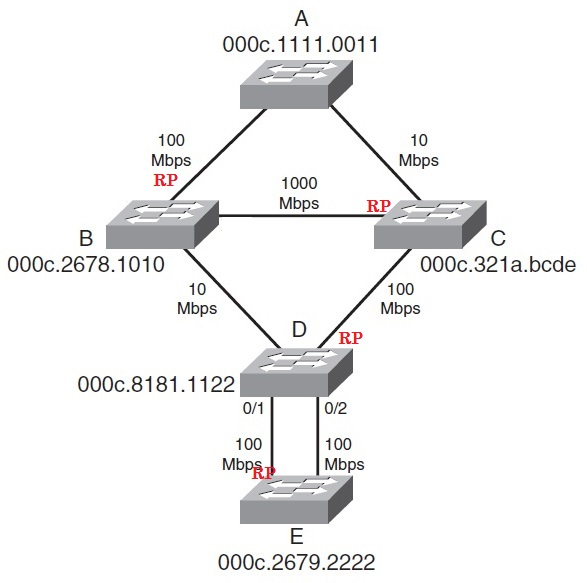 A
000c.1111.0011
100
Mbps
RP
10
Mbps
1000
Mbps
RP
B
000c.2678.1010
C
000c.321a.bcde
10
Mbps
100
Mbps
D
RP
000c.8181.1122
0/1
0/2
100
Mbps
RP
100
Mbps
E
000c.2679.2222